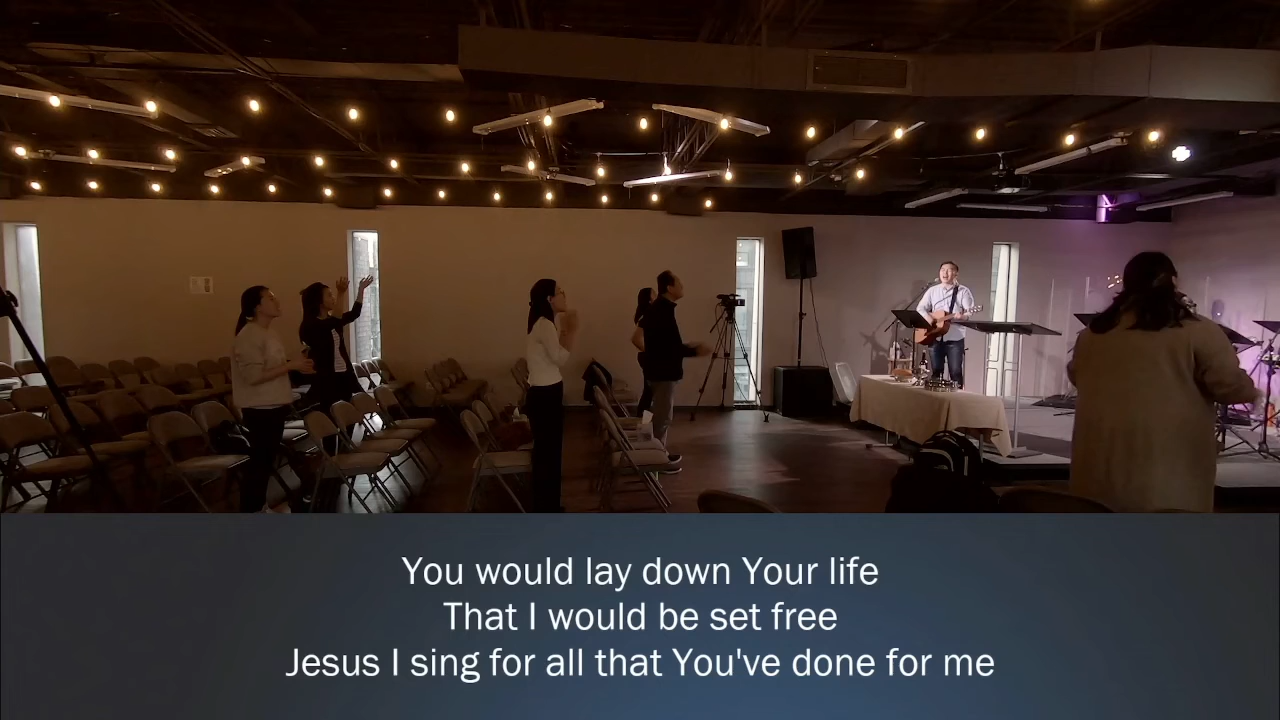 You would lay down Your life
That I would be set free
Jesus I sing for all that You've done for me